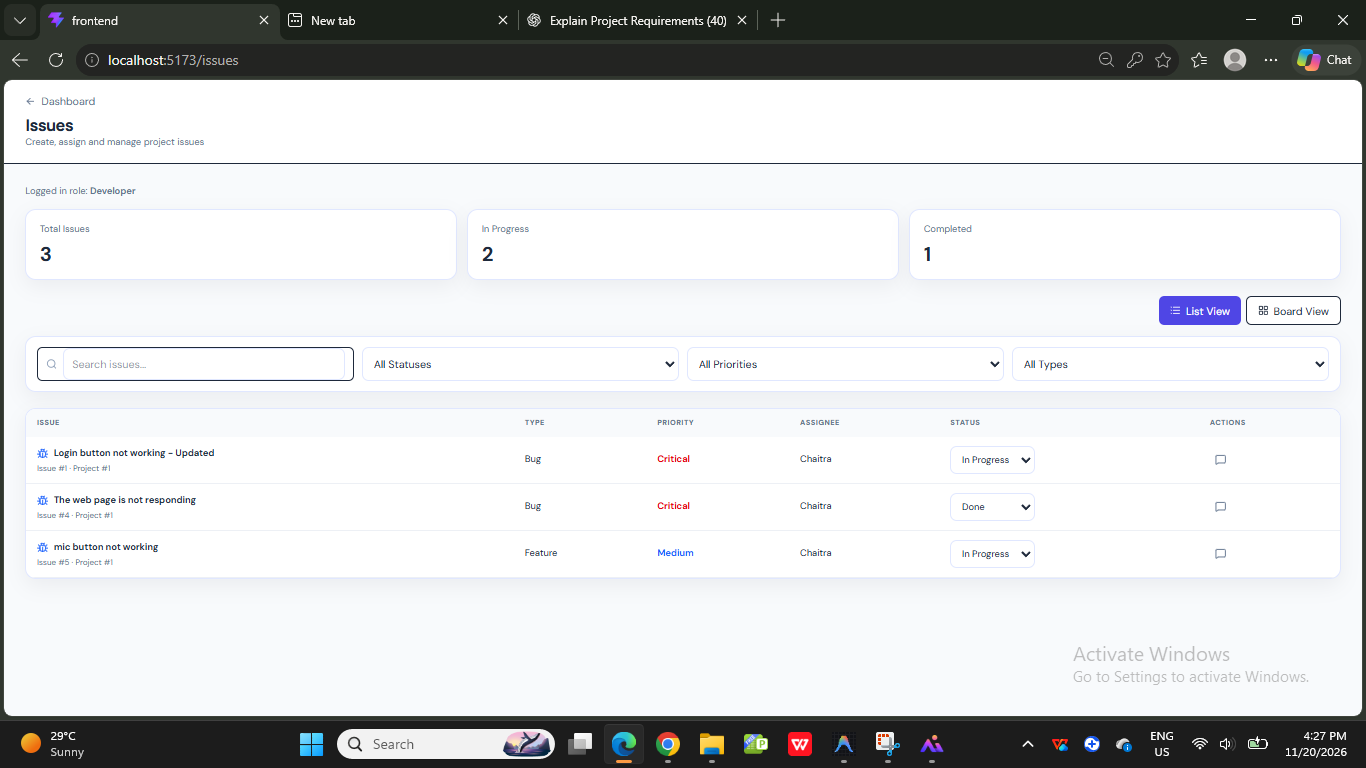 frontend
New tab
Explain Project Requirements (40)
localhost:5173/issues
Chat
Dashboard
Issues
Create, assign and manage project issues
Logged in role: Developer
Total Issues
3
In Progress
2
Completed
1
List View
Board View
Search issues...
All Statuses
All Priorities
All Types
ISSUE TYPE PRIORITY ASSIGNEE STATUS ACTIONS
Login button not working - Updated
Issue #1 · Project #1
Bug Critical Chaitra In Progress
The web page is not responding
Issue #4 · Project #1
Bug Critical Chaitra Done
mic button not working
Issue #5 · Project #1
Feature Medium Chaitra In Progress
Activate Windows
Go to Settings to activate Windows.
29°C
Sunny
Search
ENG
US
4:27 PM
11/20/2026